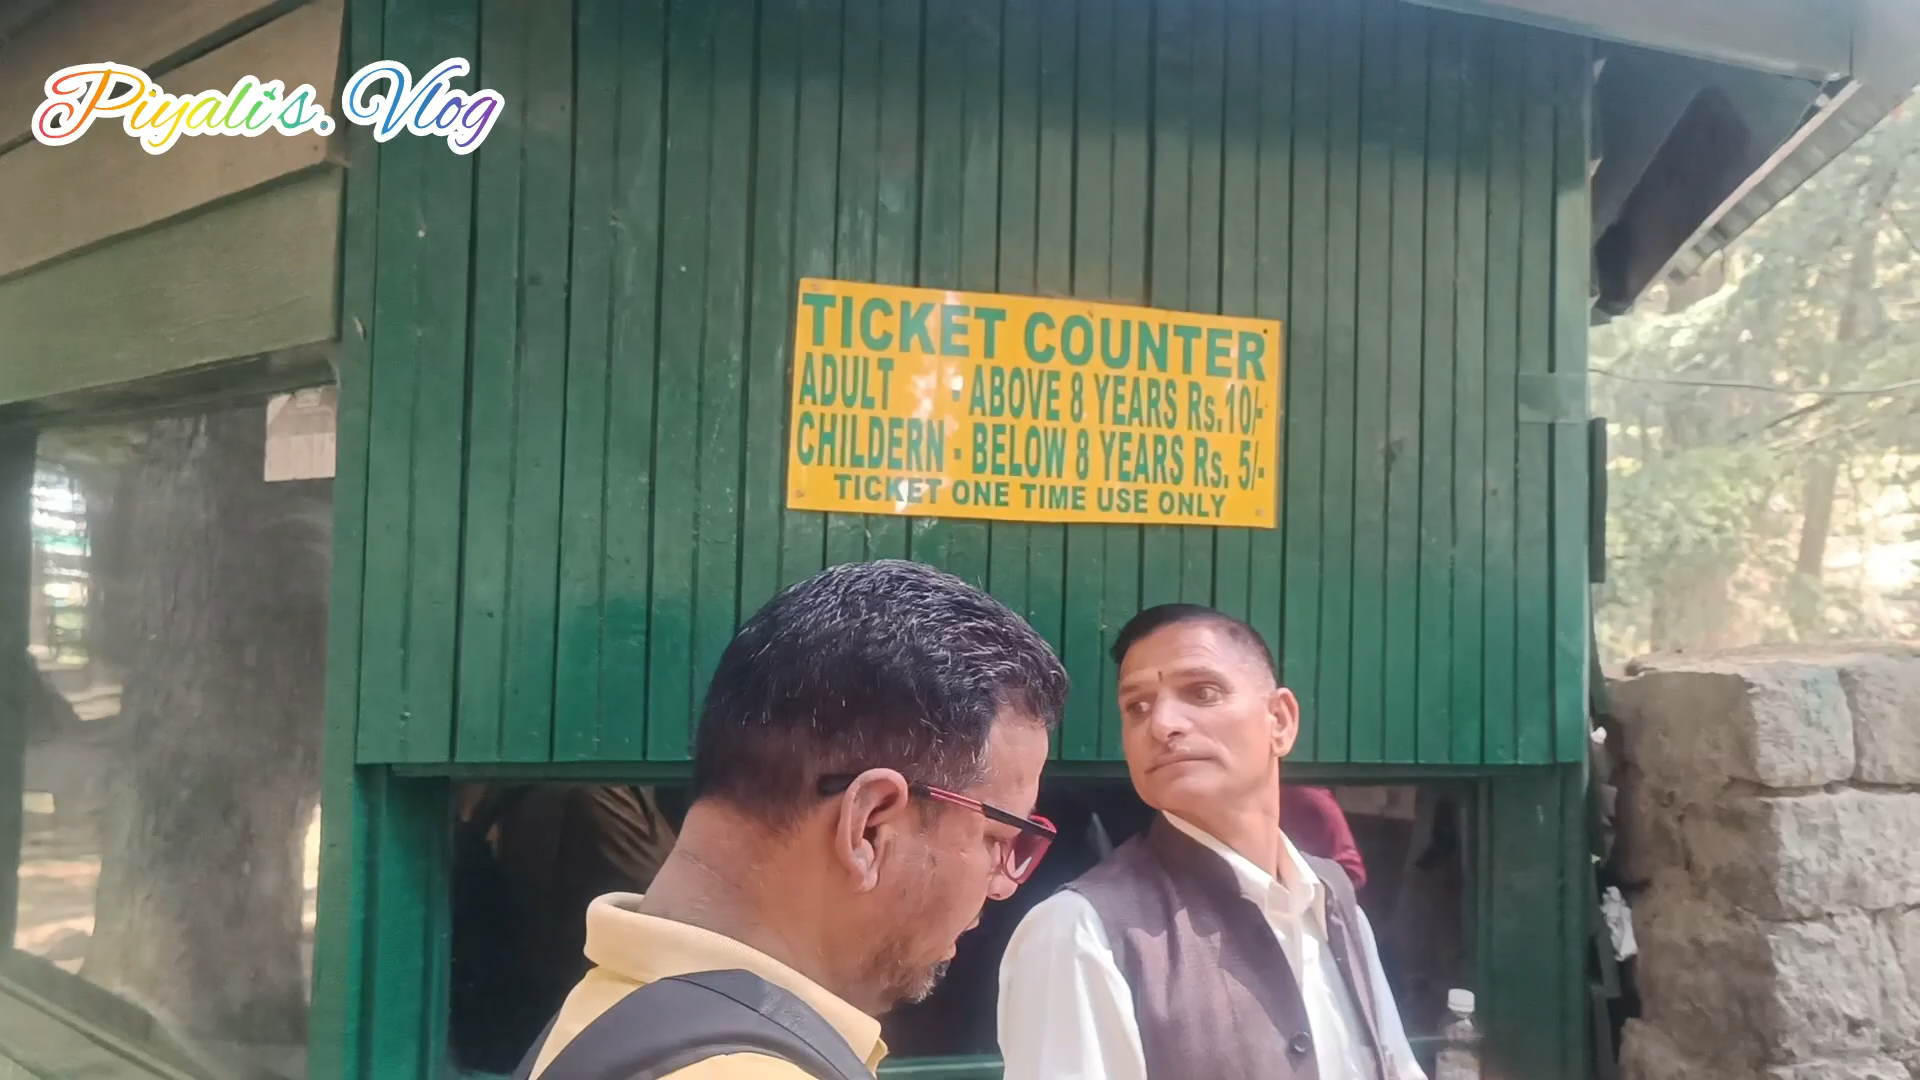 Piyali's. Vlog
TICKET COUNTER
ADULT - ABOVE 8 YEARS Rs.10/-
CHILDERN - BELOW 8 YEARS Rs. 5/-
TICKET ONE TIME USE ONLY